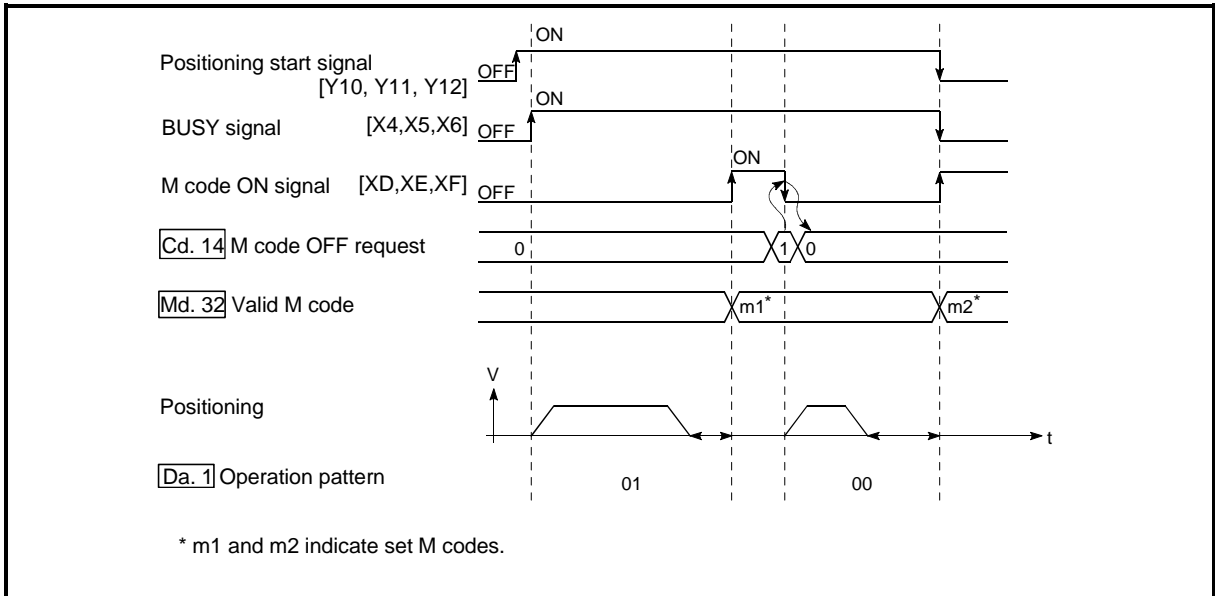 ON
Positioning start signal
[Y10, Y11, Y12]
OFF
ON
BUSY signal [X4,X5,X6] OFF
ON
M code ON signal [XD,XE,XF] OFF
Cd. 14 M code OFF request 0 1 0
Md. 32 Valid M code m1* m2*
V
Positioning
t
Da. 1 Operation pattern 01 00
* m1 and m2 indicate set M codes.